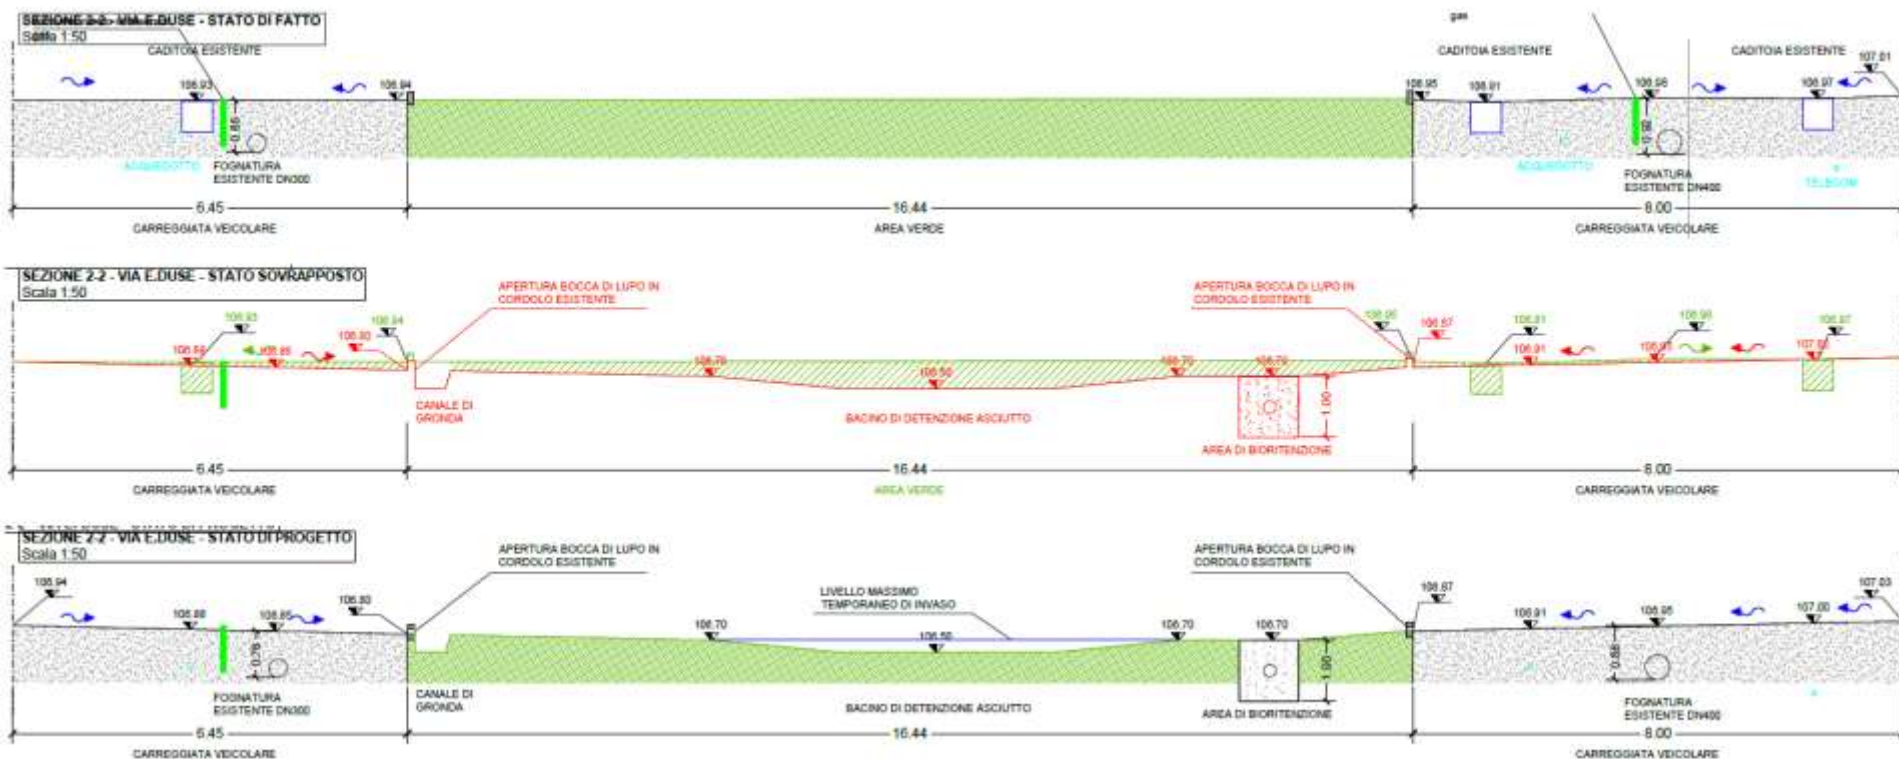 SEZIONE 2-2 - VIA E.DUSE - STATO DI FATTO
Scala 1:50
gas
CADITOIA ESISTENTE
CADITOIA ESISTENTE
CADITOIA ESISTENTE
107.01
106.93
106.94
106.95
106.91
106.98
106.97
ACQUEDOTTO
FOGNATURA
ESISTENTE DN300
ACQUEDOTTO
FOGNATURA
ESISTENTE DN400
TELECOM
6.45
16.44
8.00
CARREGGIATA VEICOLARE
AREA VERDE
CARREGGIATA VEICOLARE
SEZIONE 2-2 - VIA E.DUSE - STATO SOVRAPPOSTO
Scala 1:50
APERTURA BOCCA DI LUPO IN
CORDOLO ESISTENTE
APERTURA BOCCA DI LUPO IN
CORDOLO ESISTENTE
106.93
106.94
106.80
106.85
106.95
106.87
106.91
106.98
106.97
106.91
106.70
106.50
106.70
106.70
1.00
CANALE DI
GRONDA
BACINO DI DETENZIONE ASCIUTTO
AREA DI BIORITENZIONE
6.45
16.44
8.00
CARREGGIATA VEICOLARE
AREA VERDE
CARREGGIATA VEICOLARE
SEZIONE 2-2 - VIA E.DUSE - STATO DI PROGETTO
Scala 1:50
APERTURA BOCCA DI LUPO IN
CORDOLO ESISTENTE
LIVELLO MASSIMO
TEMPORANEO DI INVASO
APERTURA BOCCA DI LUPO IN
CORDOLO ESISTENTE
106.94
106.88
106.85
106.80
106.70
106.50
106.70
106.70
106.87
106.91
106.95
107.00
107.03
0.76
1.00
FOGNATURA
ESISTENTE DN300
CANALE DI
GRONDA
BACINO DI DETENZIONE ASCIUTTO
AREA DI BIORITENZIONE
FOGNATURA
ESISTENTE DN400
6.45
16.44
8.00
CARREGGIATA VEICOLARE
CARREGGIATA VEICOLARE